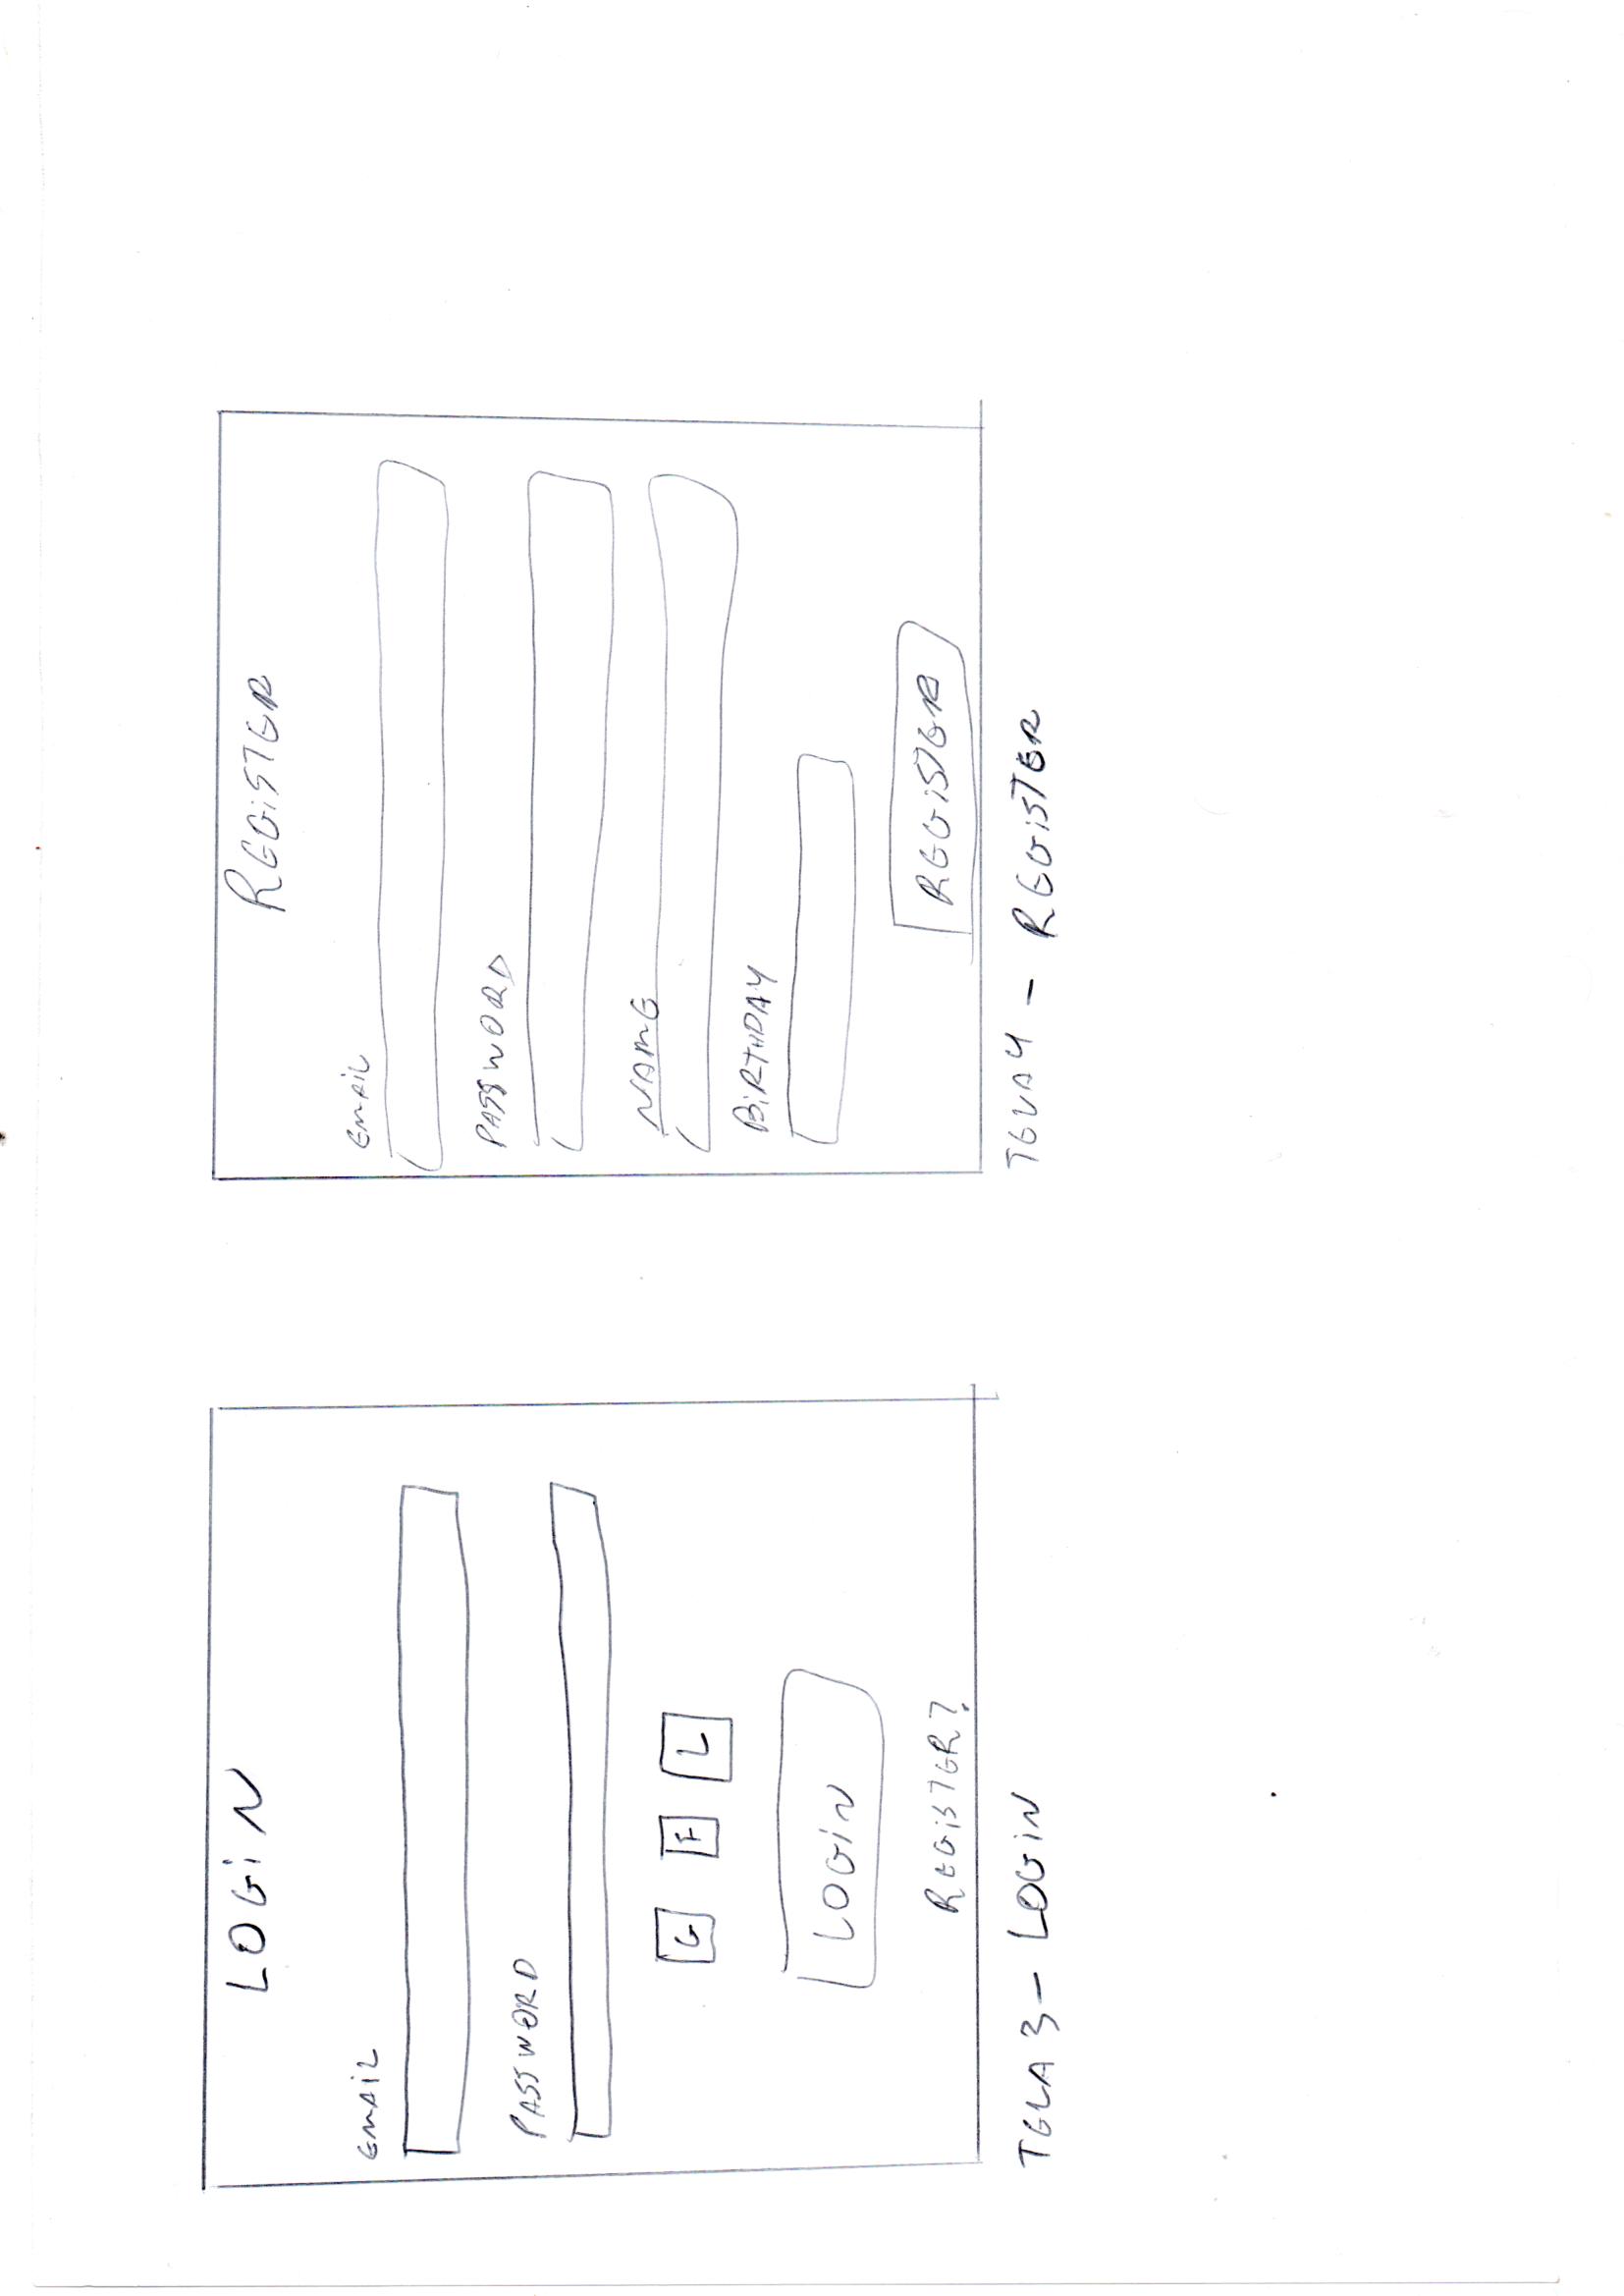 LOGiN
EMAiL
PASSWORD
G F L
LOGiN
REGiSTER?
TELA 3 - LOGiN
REGiSTER
EMAiL
PASSWORD
NAME
BiRTHDAY
REGiSTER
TELA 4 - REGiSTER